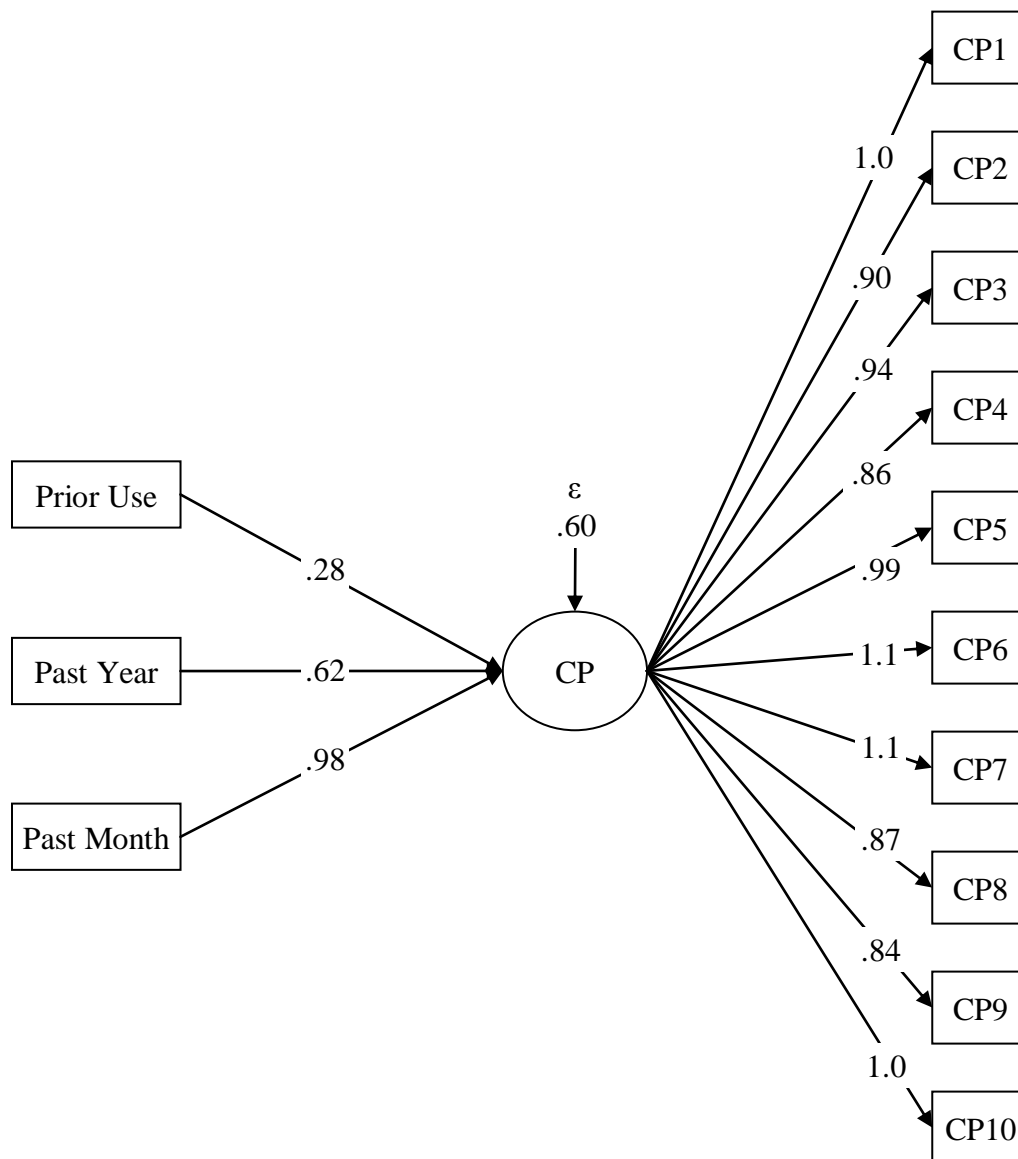 CP1
1.0
CP2
.90
CP3
.94
CP4
.86
Prior Use
ε
.60
CP5
.99
.28
Past Year
.62
CP
1.1
CP6
.98
1.1
CP7
Past Month
.87
CP8
.84
CP9
1.0
CP10